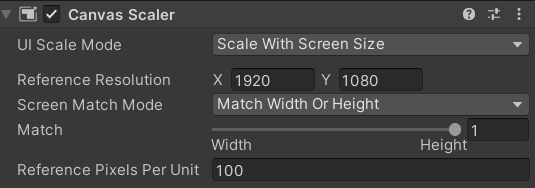 Canvas Scaler
UI Scale Mode Scale With Screen Size
Reference Resolution X 1920 Y 1080
Screen Match Mode Match Width Or Height
Match 1
Width Height
Reference Pixels Per Unit 100